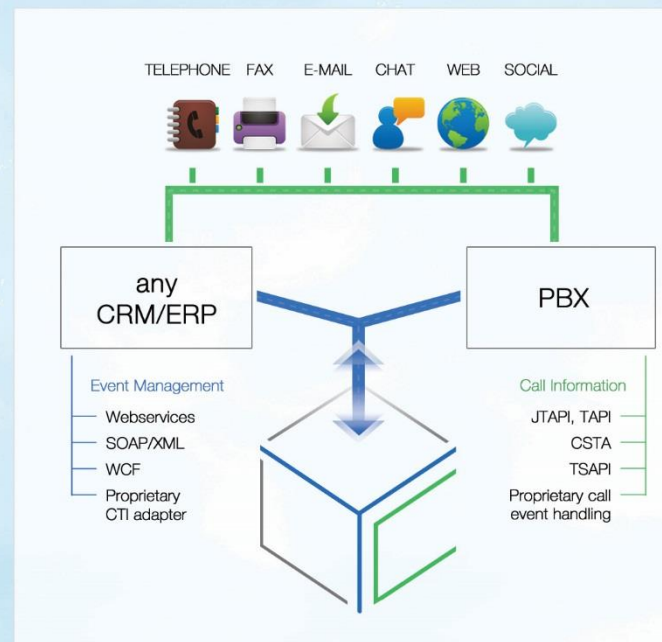 TELEPHONE FAX E-MAIL CHAT WEB SOCIAL
any
CRM/ERP
PBX
Event Management
Webservices
SOAP/XML
WCF
Proprietary
CTI adapter
Call Information
JTAPI, TAPI
CSTA
TSAPI
Proprietary call
event handling